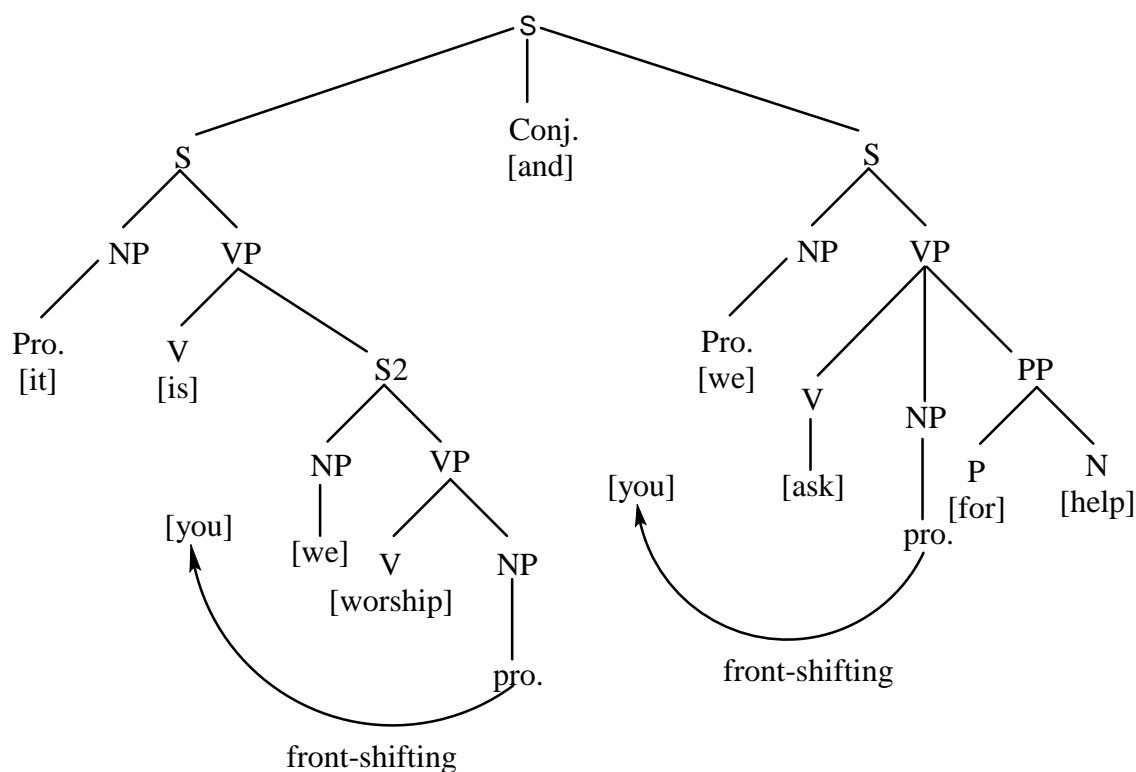 S
Conj.
[and]
S
S
NP
VP
NP
VP
Pro.
[it]
V
[is]
S2
Pro.
[we]
V
NP
PP
NP
VP
[you]
[ask]
P
[for]
N
[help]
[you]
[we]
V
[worship]
NP
pro.
front-shifting
pro.
front-shifting